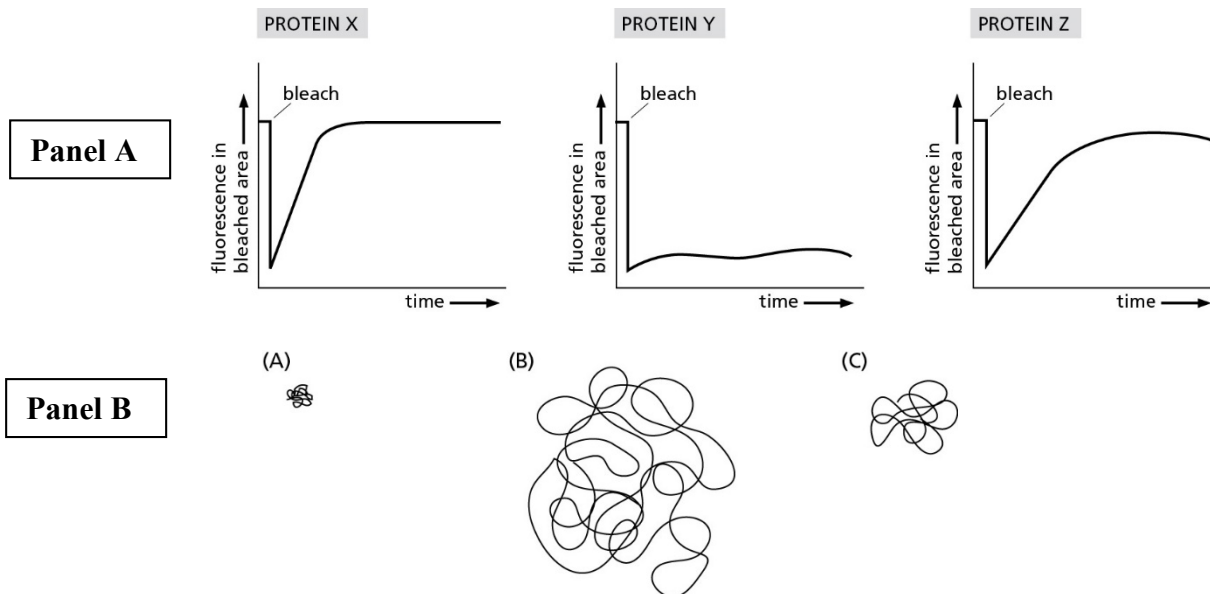 PROTEIN X
PROTEIN Y
PROTEIN Z
Panel A
bleach
fluorescence in
bleached area
time
bleach
fluorescence in
bleached area
time
bleach
fluorescence in
bleached area
time
Panel B
(A)
(B)
(C)